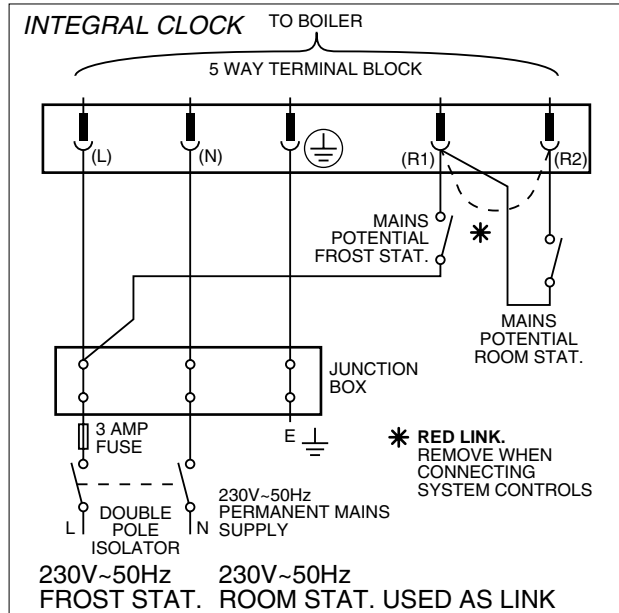 INTEGRAL CLOCK
TO BOILER
5 WAY TERMINAL BLOCK
(L)
(N)
(R1)
(R2)
MAINS
POTENTIAL
FROST STAT.
✱
MAINS
POTENTIAL
ROOM STAT.
JUNCTION
BOX
3 AMP
FUSE
E
✱ RED LINK.
REMOVE WHEN
CONNECTING
SYSTEM CONTROLS
L
DOUBLE
POLE
ISOLATOR
N
230V~50Hz
PERMANENT MAINS
SUPPLY
230V~50Hz
FROST STAT.
230V~50Hz
ROOM STAT. USED AS LINK